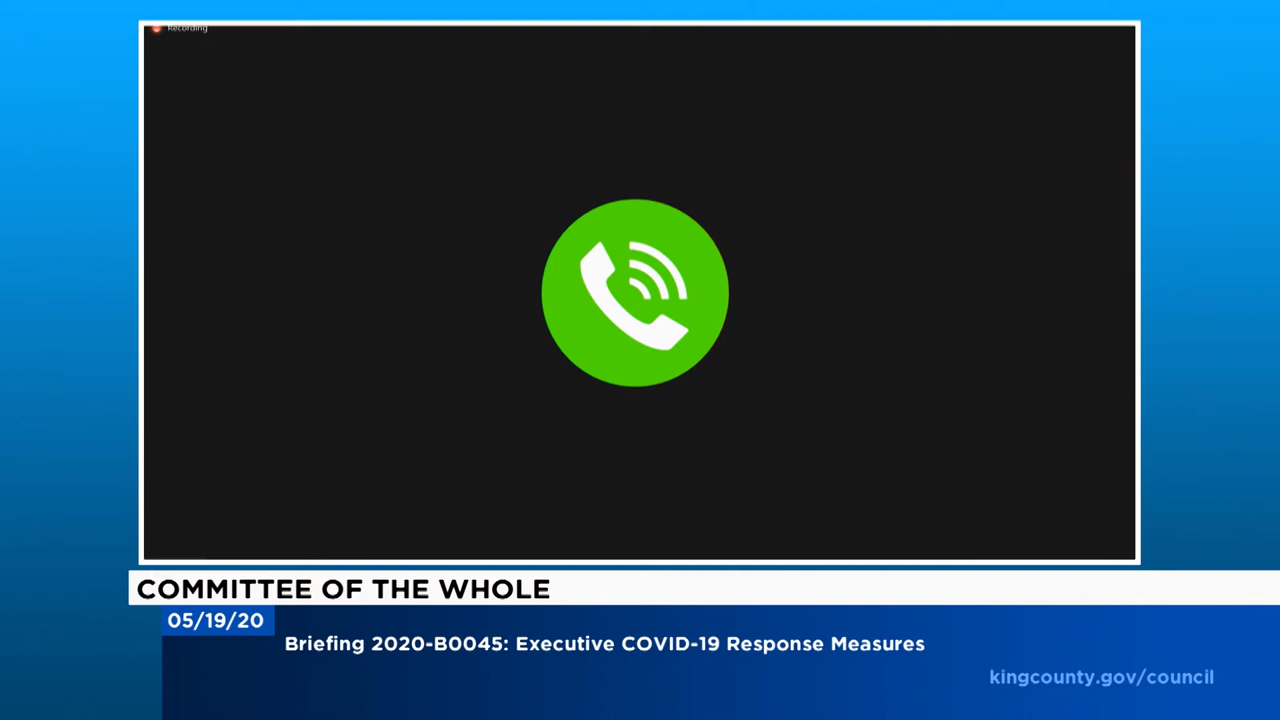 Recording
COMMITTEE OF THE WHOLE
05/19/20
Briefing 2020-B0045: Executive COVID-19 Response Measures
kingcounty.gov/council